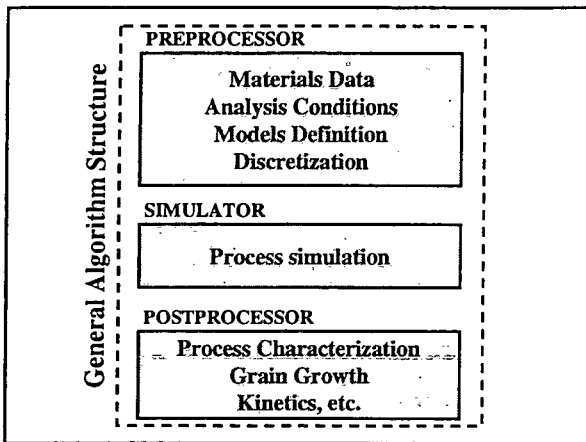 General Algorithm Structure
PREPROCESSOR
Materials Data
Analysis Conditions
Models Definition
Discretization
SIMULATOR
Process simulation
POSTPROCESSOR
Process Characterization
Grain Growth
Kinetics, etc.